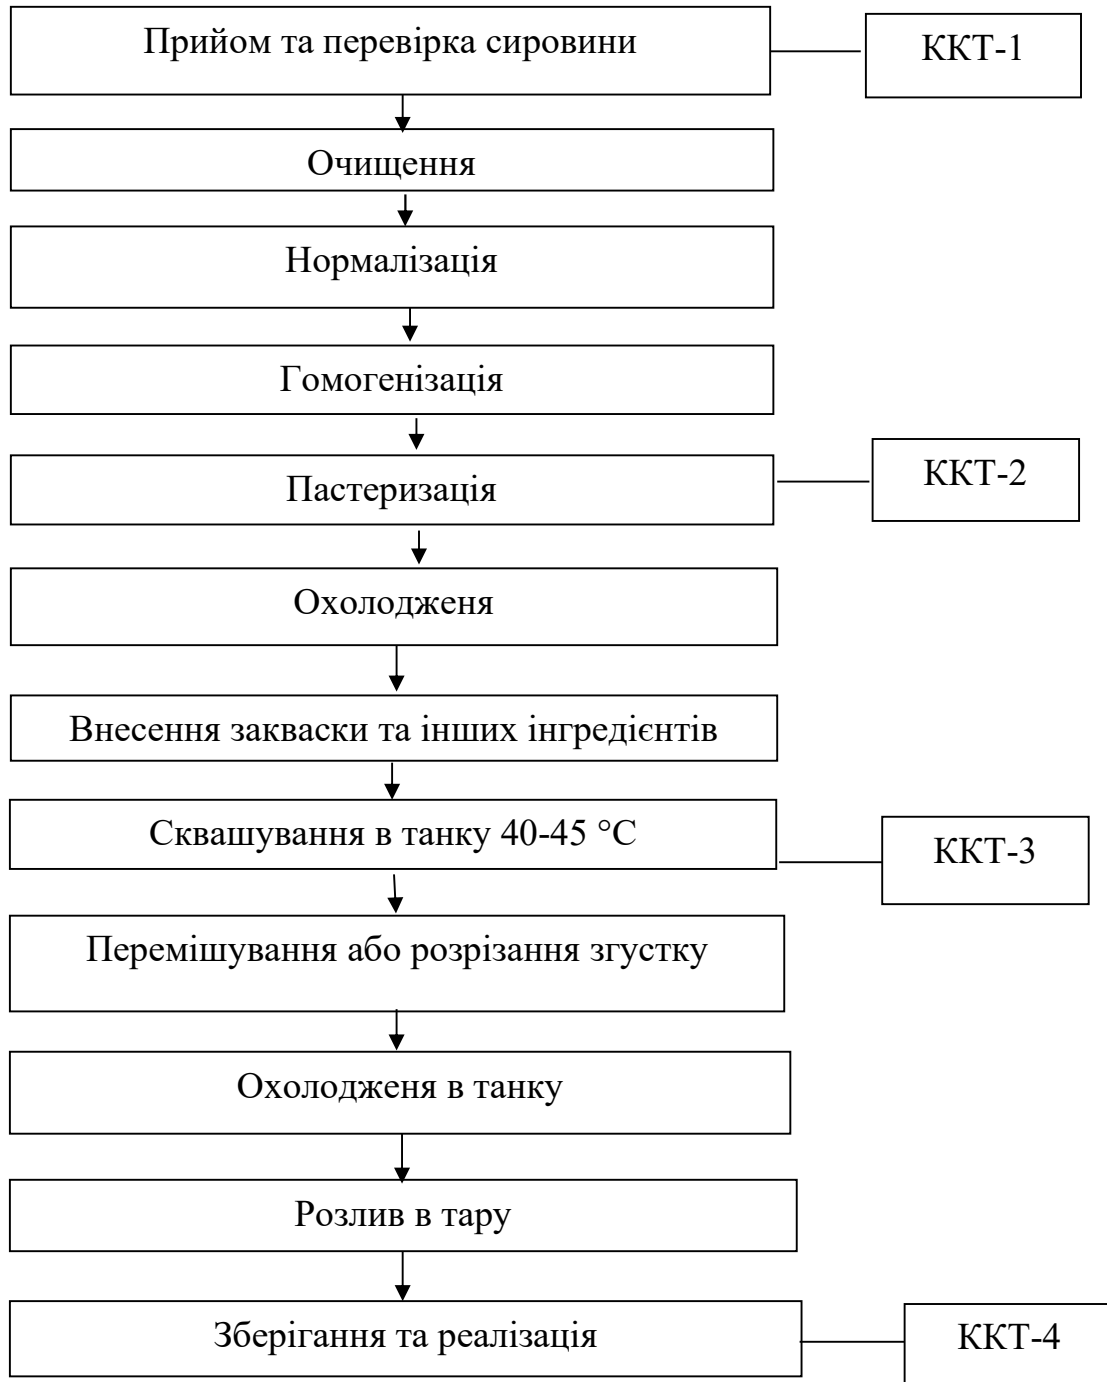 Прийом та перевірка сировини
ККТ-1
Очищення
Нормалізація
Гомогенізація
Пастеризація
ККТ-2
Охолодженя
Внесення закваски та інших інгредієнтів
Сквашування в танку 40-45 °С
ККТ-3
Перемішування або розрізання згустку
Охолодженя в танку
Розлив в тару
Зберігання та реалізація
ККТ-4